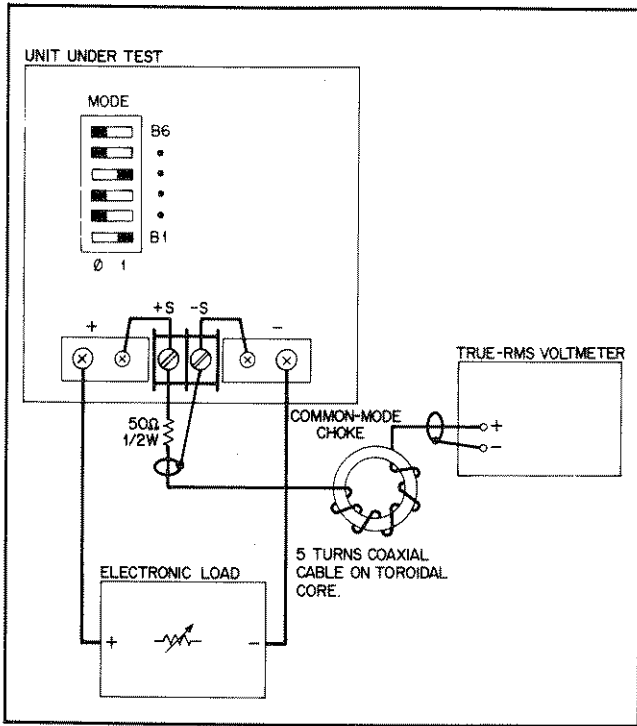 UNIT UNDER TEST
MODE
B6
B1
Ø 1
+S -S
+ -
TRUE-RMS VOLTMETER
+
-
50Ω
1/2W
COMMON-MODE
CHOKE
5 TURNS COAXIAL
CABLE ON TOROIDAL
CORE.
ELECTRONIC LOAD
+ -